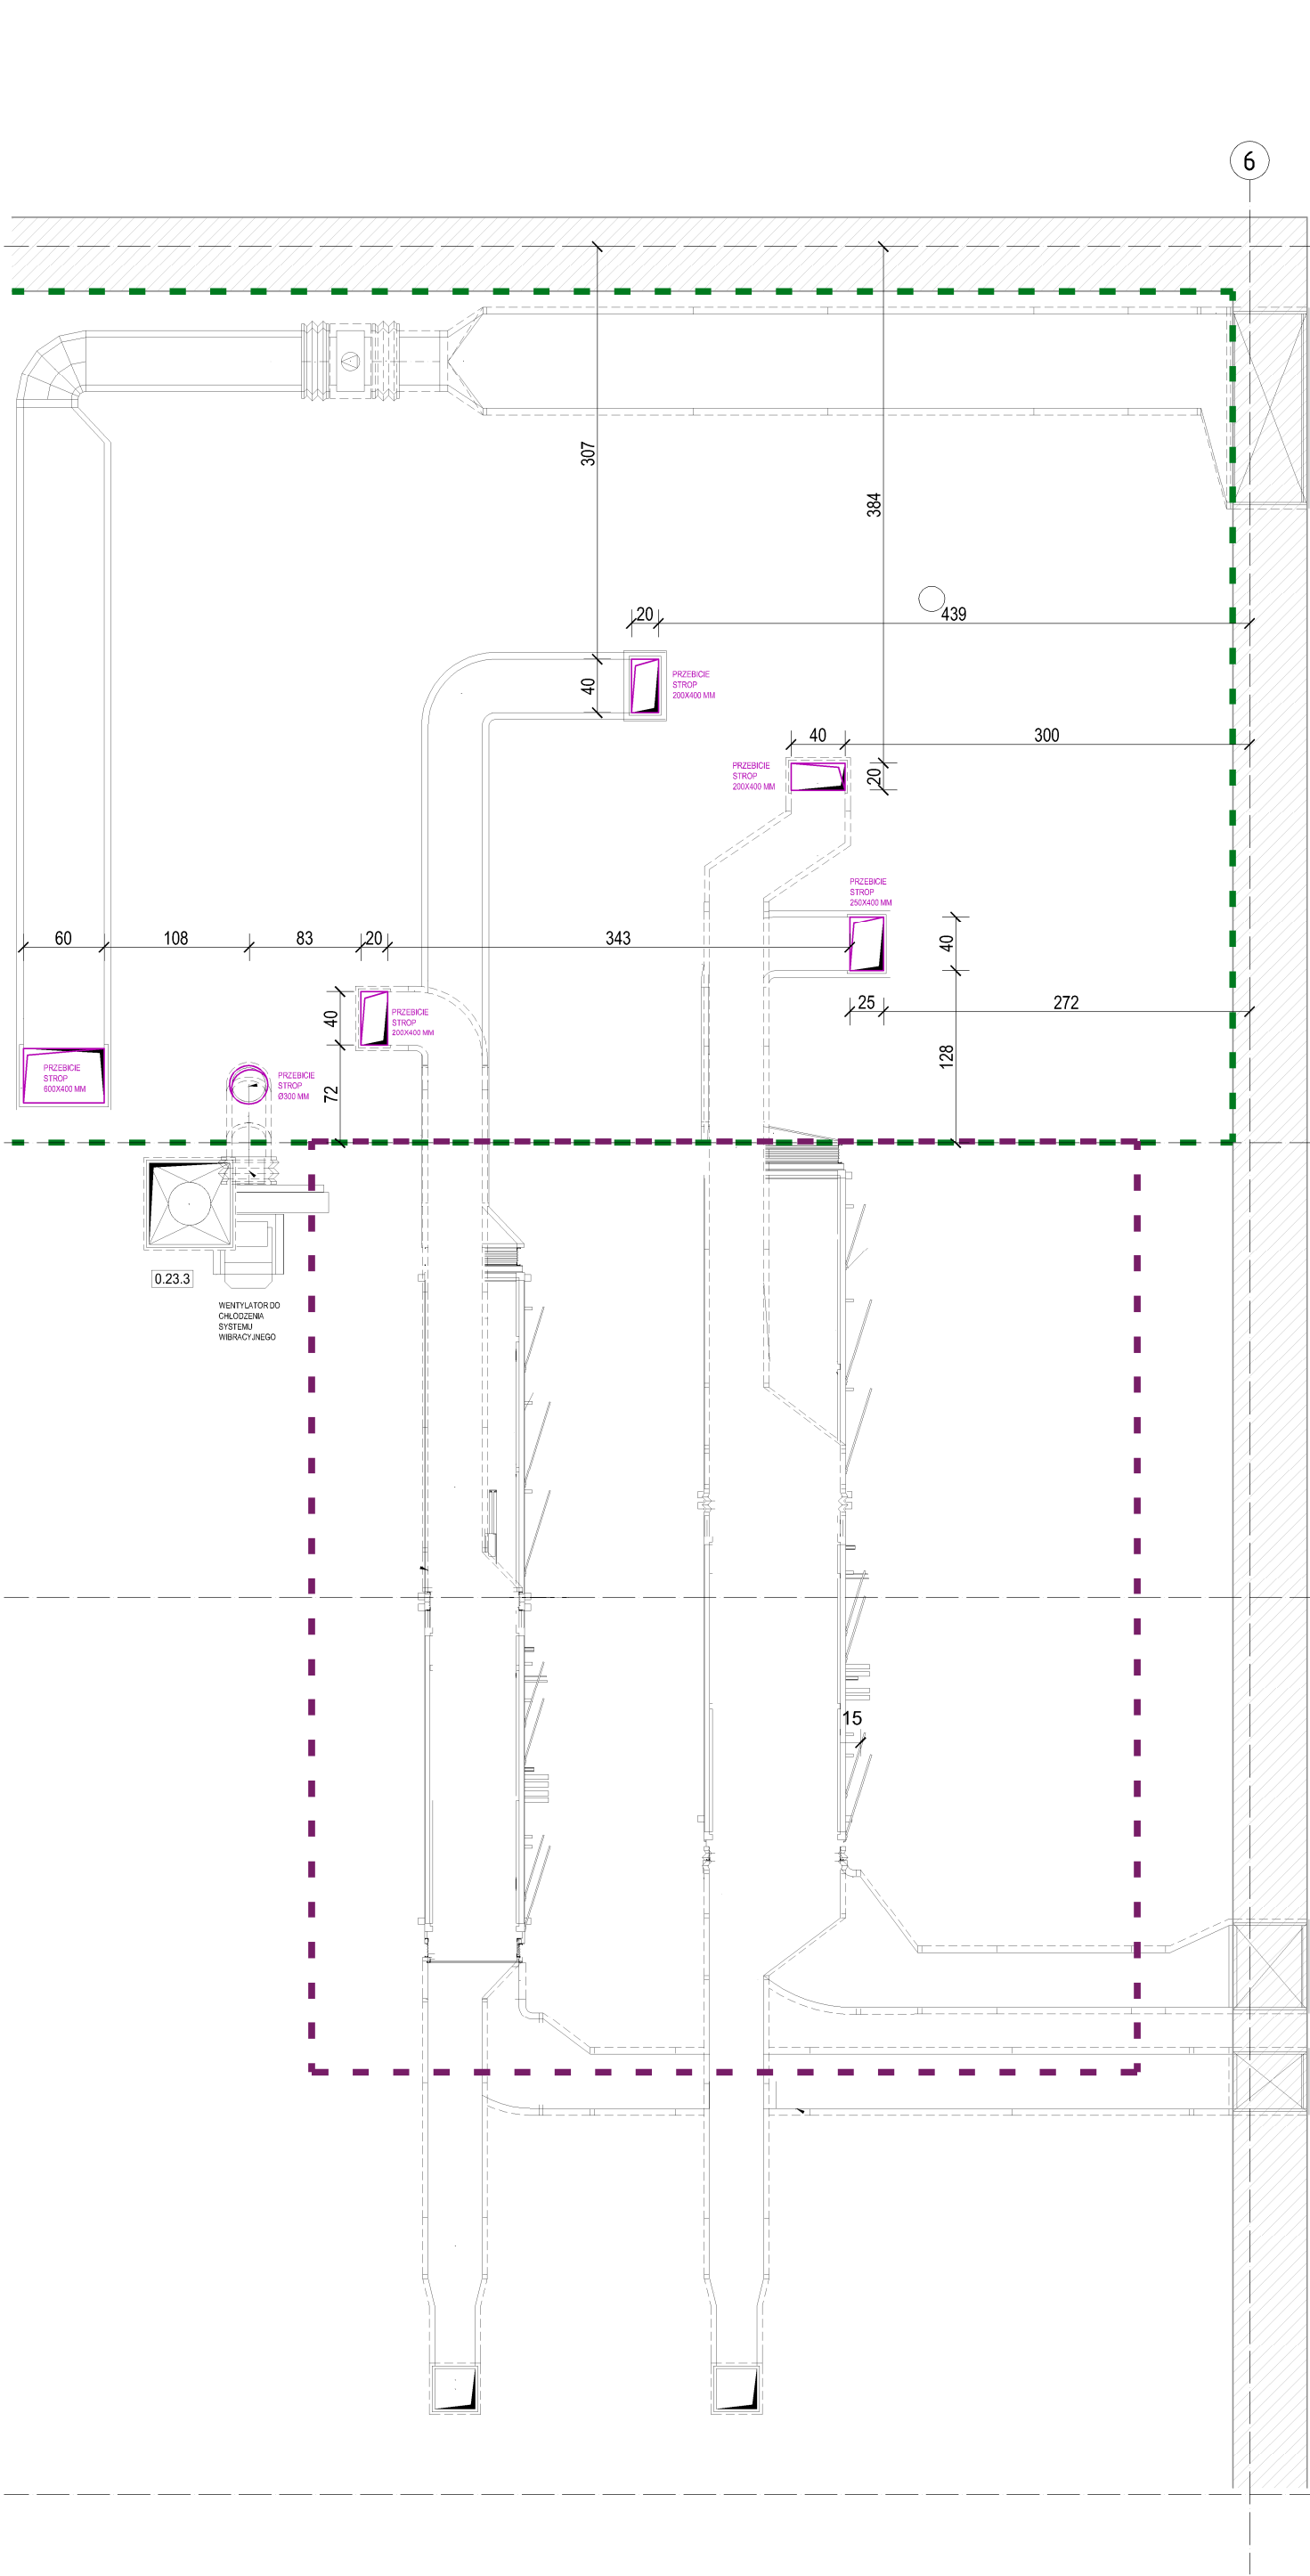 6
307
384
20
439
40
PRZEBICIE
STROP
200X400 MM
40
300
PRZEBICIE
STROP
200X400 MM
20
PRZEBICIE
STROP
250X400 MM
60
108
83
20
343
40
25
272
40
PRZEBICIE
STROP
200X400 MM
128
72
PRZEBICIE
STROP
600X400 MM
PRZEBICIE
STROP
Ø300 MM
0.23.3
WENTYLATOR DO
CHŁODZENIA
SYSTEMU
WIBRACYJNEGO
15